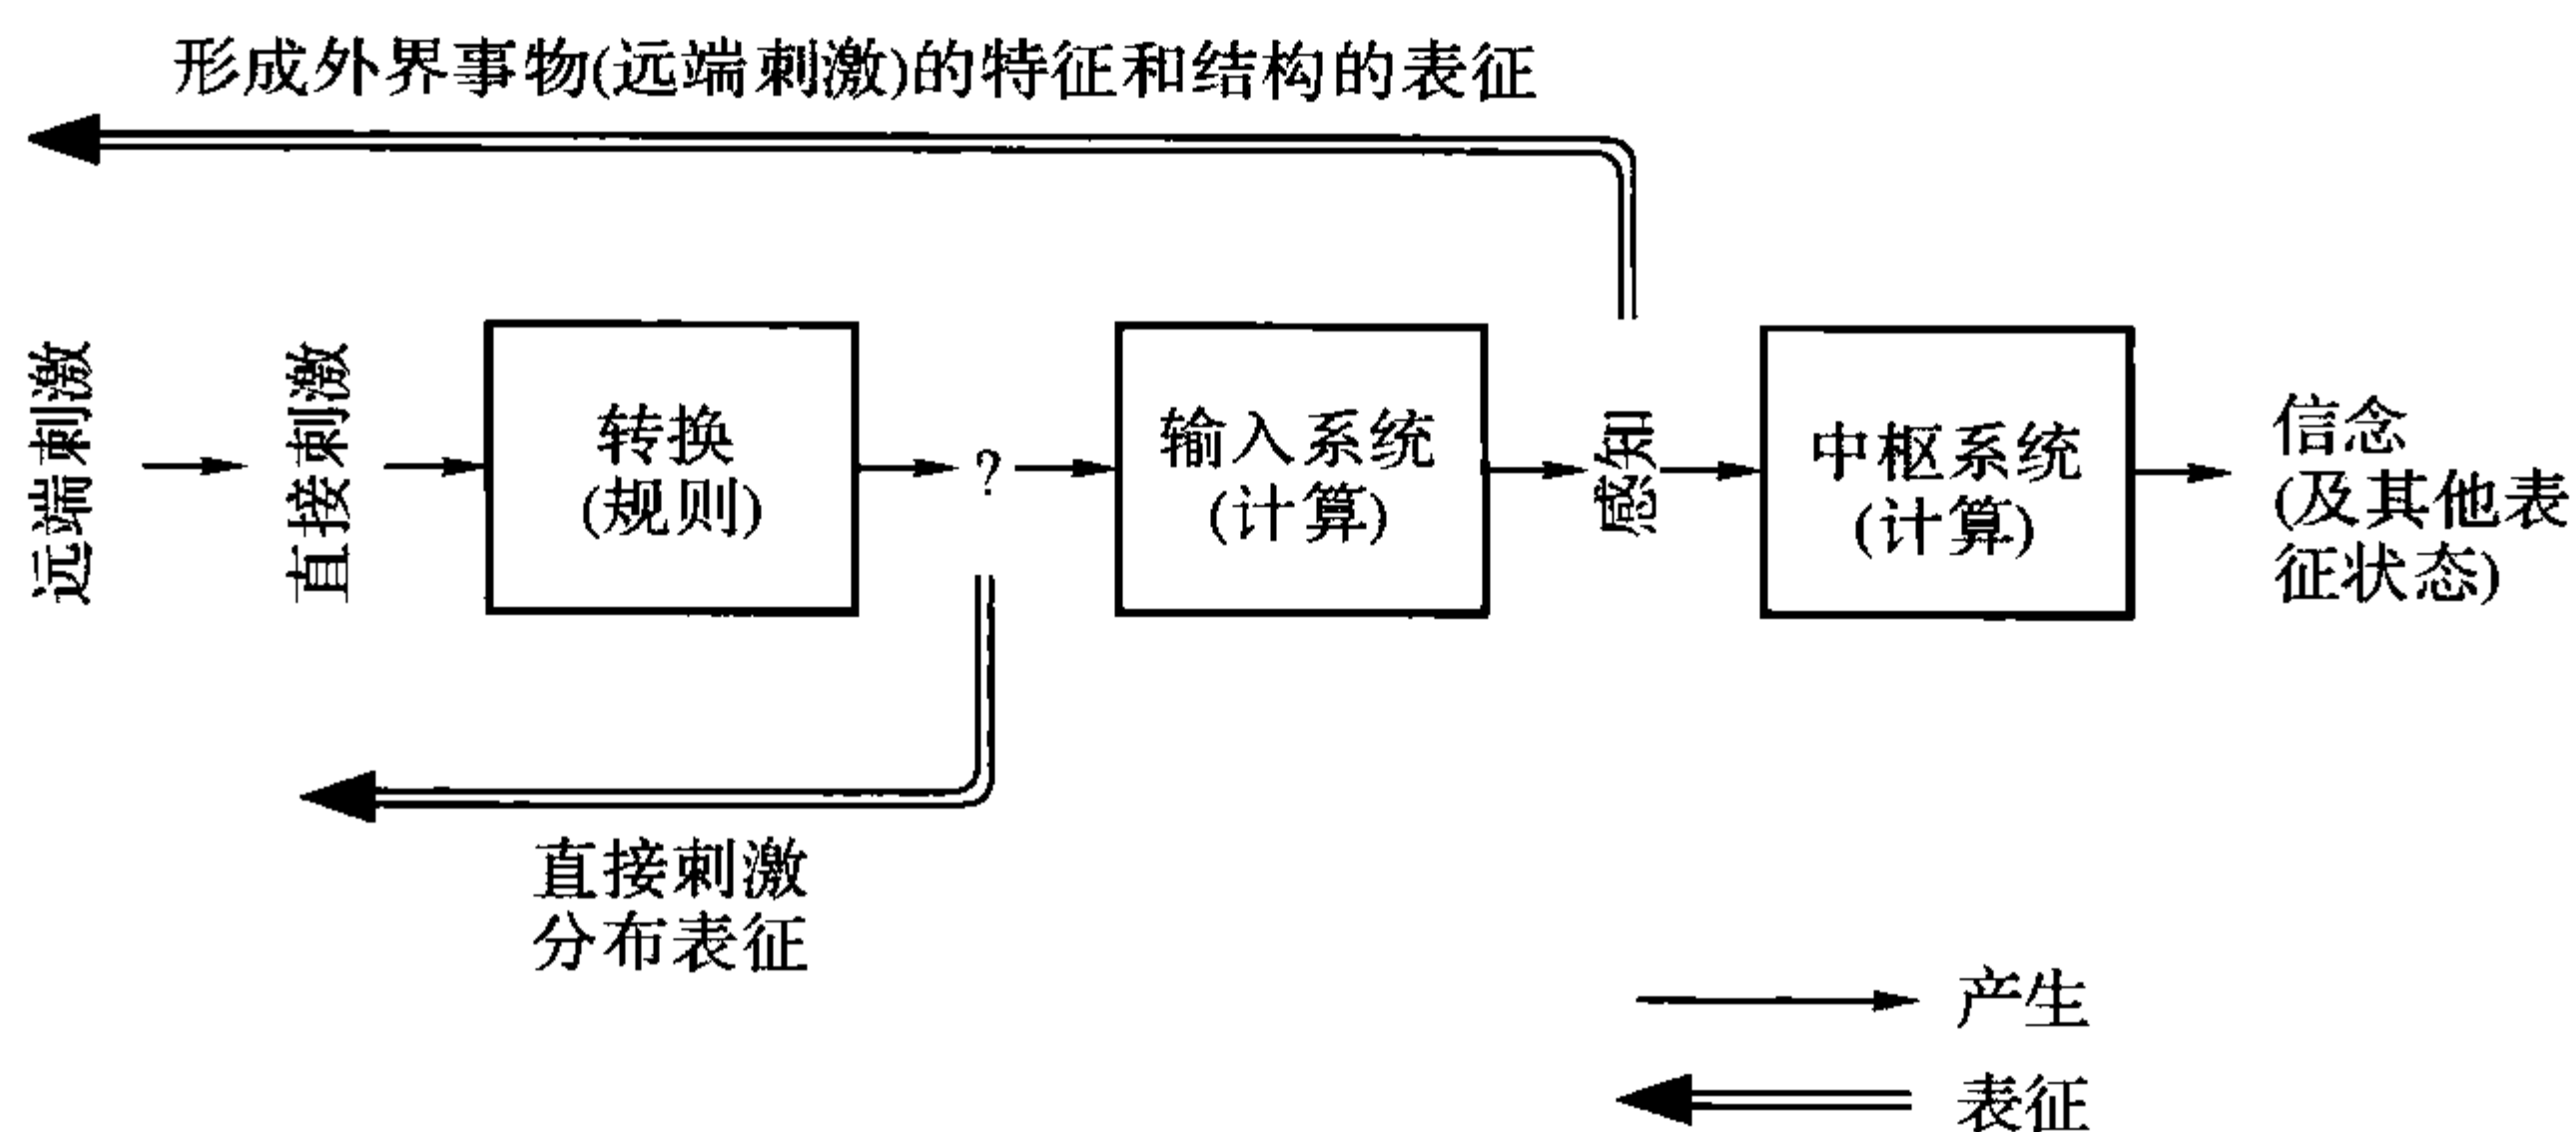 形成外界事物(远端刺激)的特征和结构的表征
远端刺激
直接刺激
转换
(规则)
?
输入系统
(计算)
感知
中枢系统
(计算)
信念
(及其他表
征状态)
直接刺激
分布表征
产生
表征